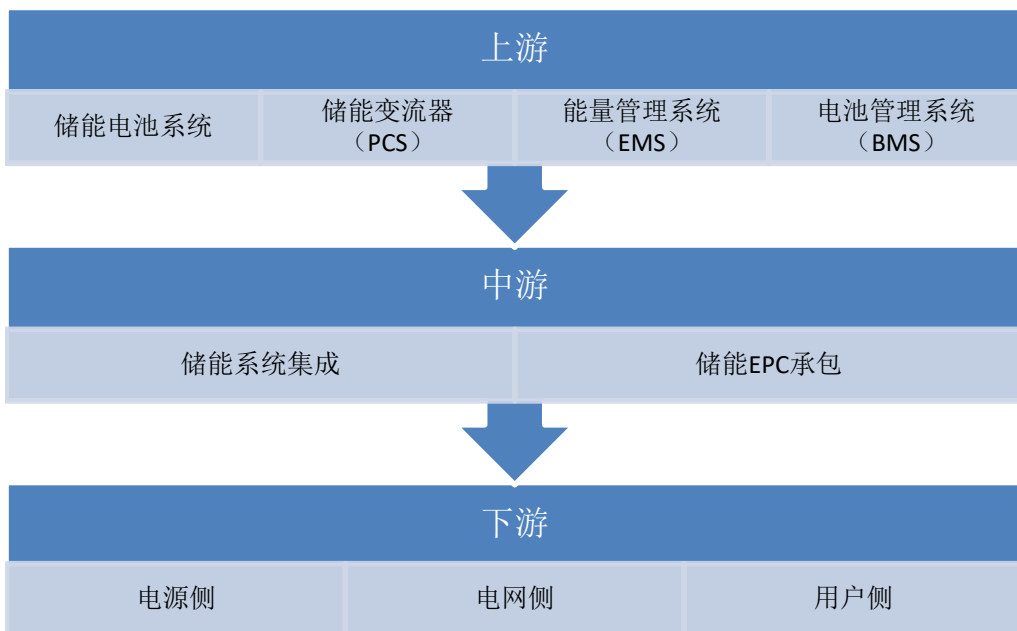 上游
储能电池系统
储能变流器
（PCS）
能量管理系统
（EMS）
电池管理系统
（BMS）
中游
储能系统集成
储能EPC承包
下游
电源侧
电网侧
用户侧